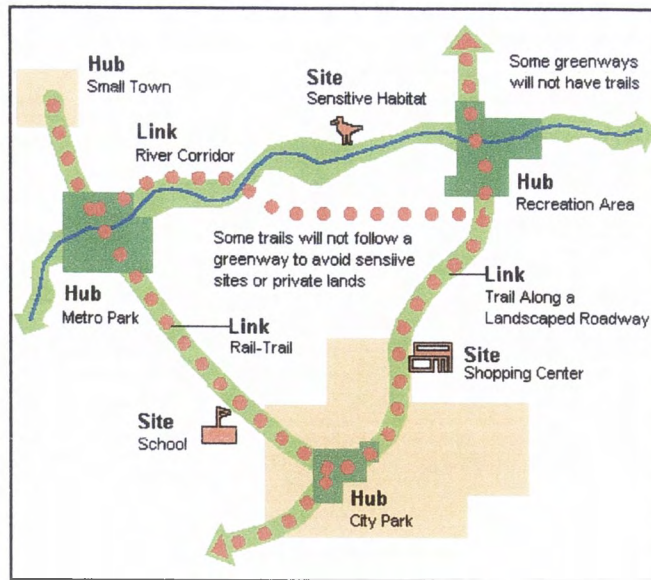 Hub
Small Town
Site
Sensitive Habitat
Some greenways
will not have trails
Link
River Corridor
Hub
Recreation Area
Some trails will not follow a
greenway to avoid sensiive
sites or private lands
Link
Trail Along a
Landscaped Roadway
Hub
Metro Park
Link
Rail-Trail
Site
Shopping Center
Site
School
Hub
City Park